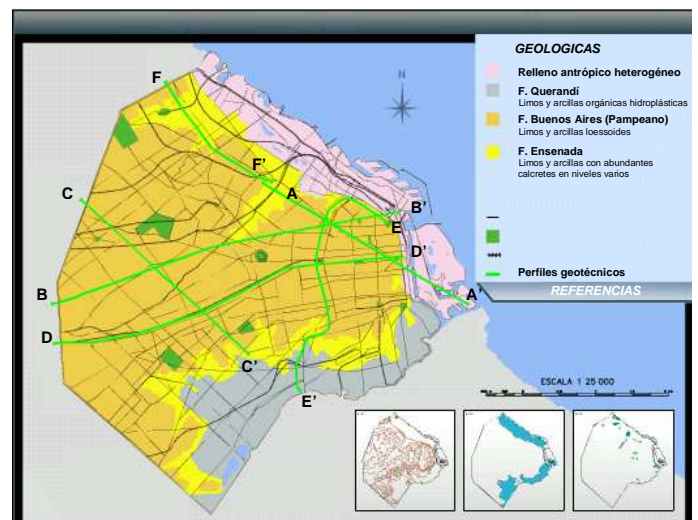 GEOLOGICAS
Relleno antrópico heterogéneo
F. Querandí
Limos y arcillas orgánicas hidroplásticas
F. Buenos Aires (Pampeano)
Limos y arcillas loessoides
F. Ensenada
Limos y arcillas con abundantes
calcretes en niveles varios
Perfiles geotécnicos
REFERENCIAS
N
F
F'
A
C
B'
E
D'
B
A'
D
C'
E'
ESCALA 1 25 000